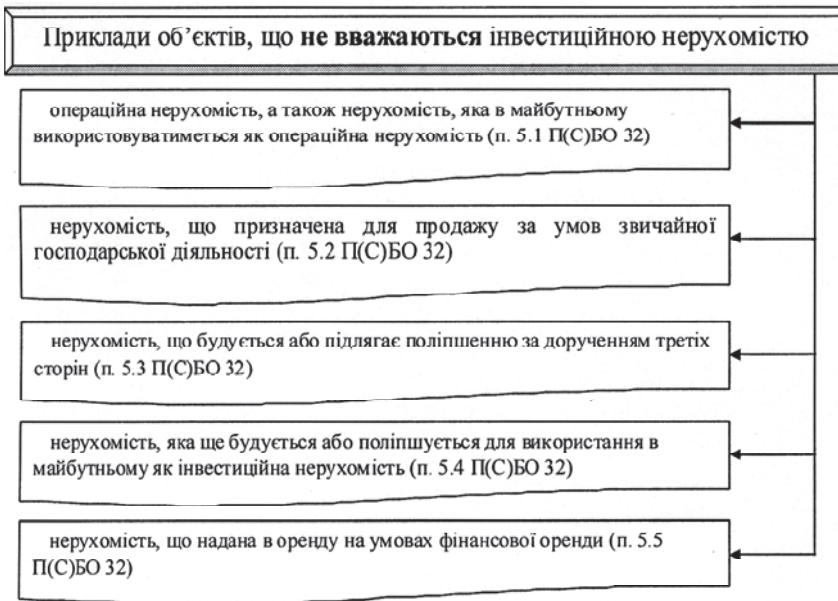 Приклади об’єктів, що не вважаються інвестиційною нерухомістю
операційна нерухомість, а також нерухомість, яка в майбутньому
використовуватиметься як операційна нерухомість (п. 5.1 П(С)БО 32)
нерухомість, що призначена для продажу за умов звичайної
господарської діяльності (п. 5.2 П(С)БО 32)
нерухомість, що будується або підлягає поліпшенню за дорученням третіх
сторін (п. 5.3 П(С)БО 32)
нерухомість, яка ще будується або поліпшується для використання в
майбутньому як інвестиційна нерухомість (п. 5.4 П(С)БО 32)
нерухомість, що надана в оренду на умовах фінансової оренди (п. 5.5
П(С)БО 32)